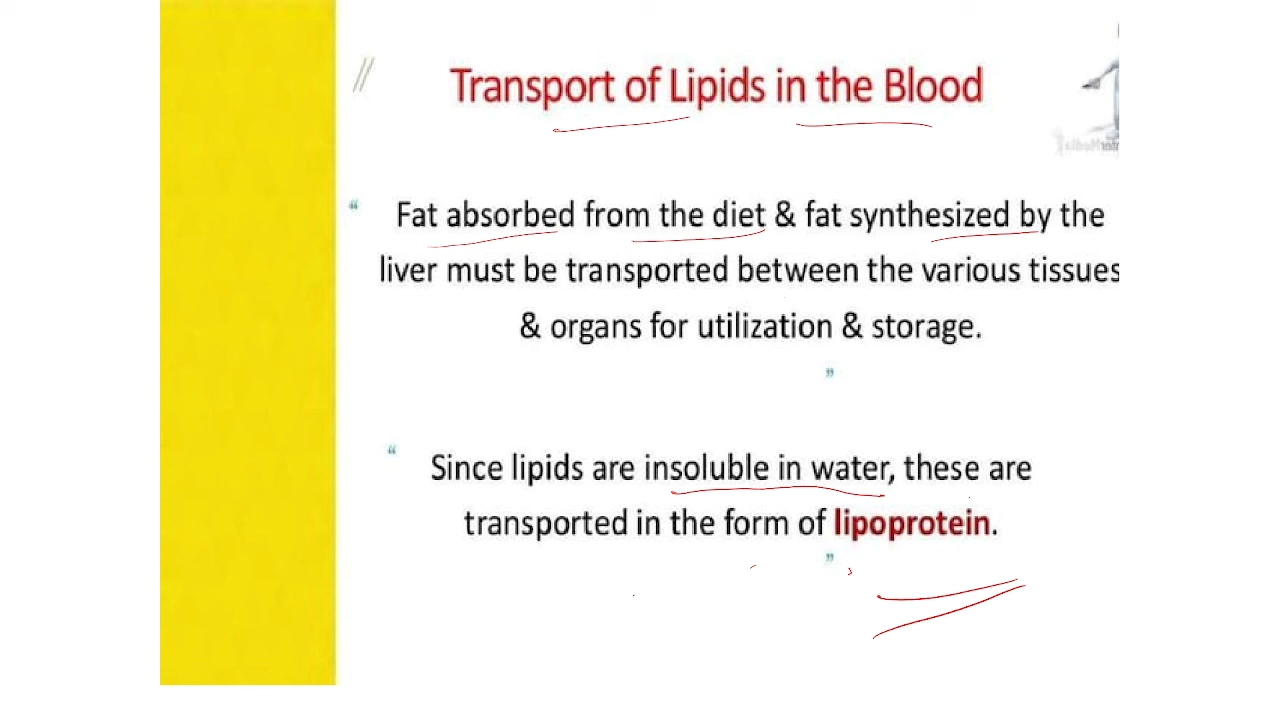 Transport of Lipids in the Blood
“ Fat absorbed from the diet & fat synthesized by the
liver must be transported between the various tissues
& organs for utilization & storage.
”
“ Since lipids are insoluble in water, these are
transported in the form of lipoprotein.
”